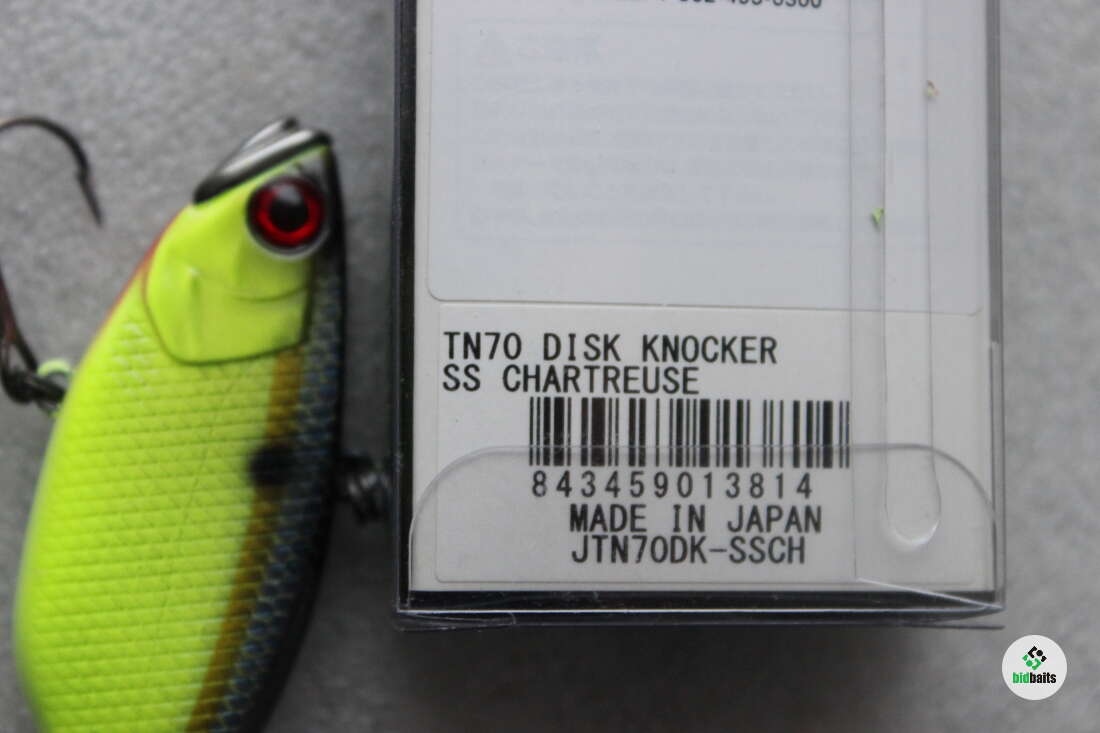 TN70 DISK KNOCKER
SS CHARTREUSE
843459013814
MADE IN JAPAN
JTN70DK-SSCH
bidbaits